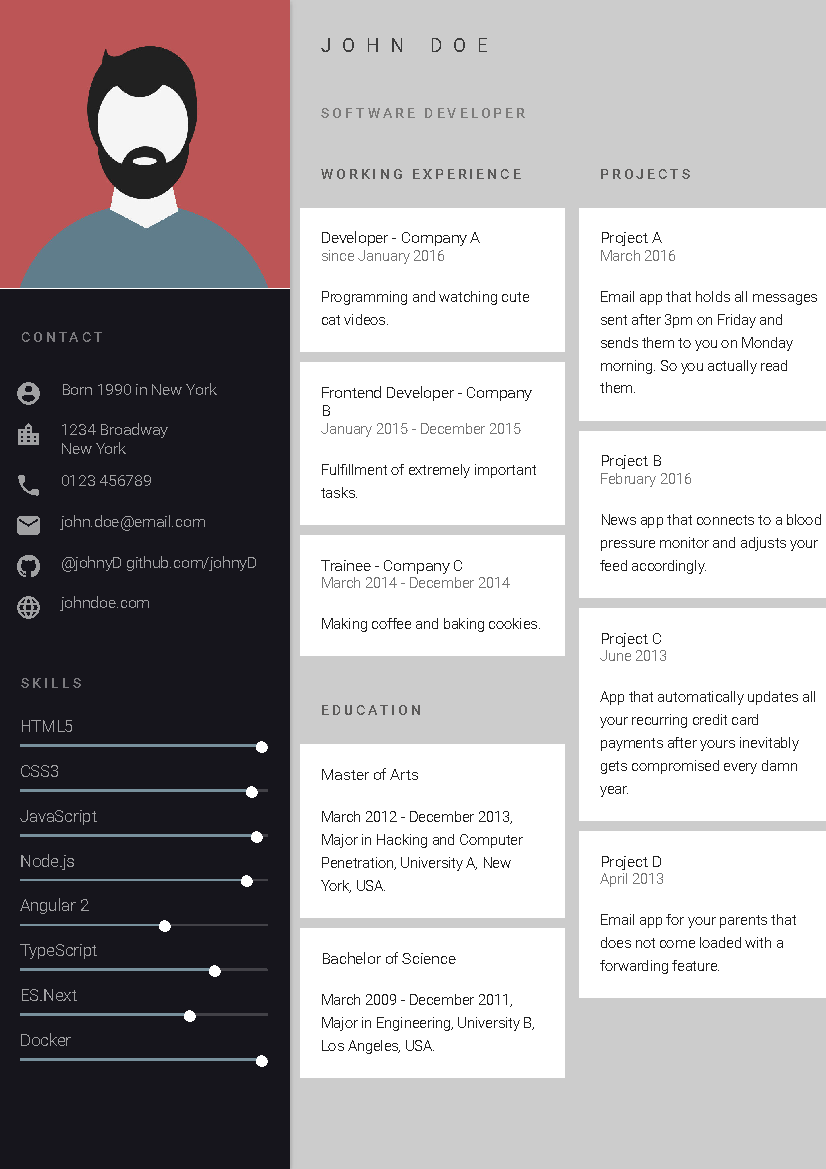 JOHN DOE
SOFTWARE DEVELOPER
CONTACT
Born 1990 in New York
1234 Broadway
New York
0123 456789
john.doe@email.com
@johnyD github.com/johnyD
johndoe.com
SKILLS
HTML5
CSS3
JavaScript
Node.js
Angular 2
TypeScript
ES.Next
Docker
WORKING EXPERIENCE
Developer - Company A
since January 2016
Programming and watching cute
cat videos.
Frontend Developer - Company
B
January 2015 - December 2015
Fulfillment of extremely important
tasks.
Trainee - Company C
March 2014 - December 2014
Making coffee and baking cookies.
EDUCATION
Master of Arts
March 2012 - December 2013,
Major in Hacking and Computer
Penetration, University A, New
York, USA.
Bachelor of Science
March 2009 - December 2011,
Major in Engineering, University B,
Los Angeles, USA.
PROJECTS
Project A
March 2016
Email app that holds all messages
sent after 3pm on Friday and
sends them to you on Monday
morning. So you actually read
them.
Project B
February 2016
News app that connects to a blood
pressure monitor and adjusts your
feed accordingly.
Project C
June 2013
App that automatically updates all
your recurring credit card
payments after yours inevitably
gets compromised every damn
year.
Project D
April 2013
Email app for your parents that
does not come loaded with a
forwarding feature.